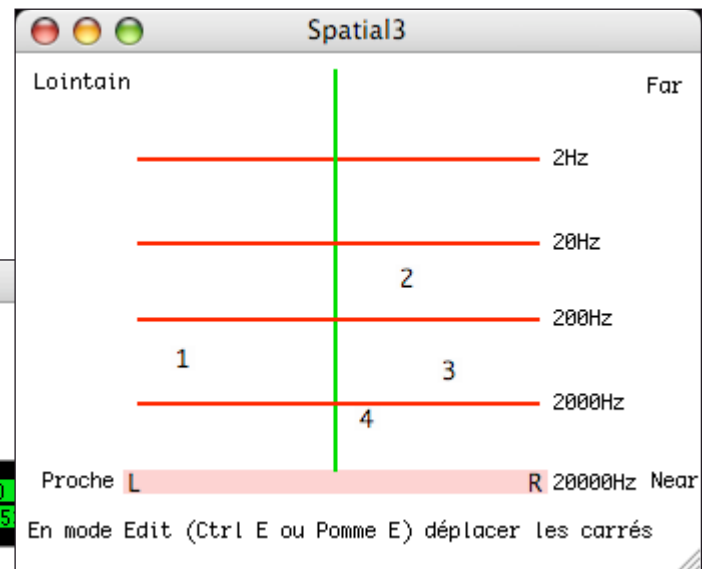 Spatial3
Lointain Far
2Hz
20Hz
2
200Hz
1
3
2000Hz
4
Proche L R 20000Hz Near
En mode Edit (Ctrl E ou Pomme E) déplacer les carrés